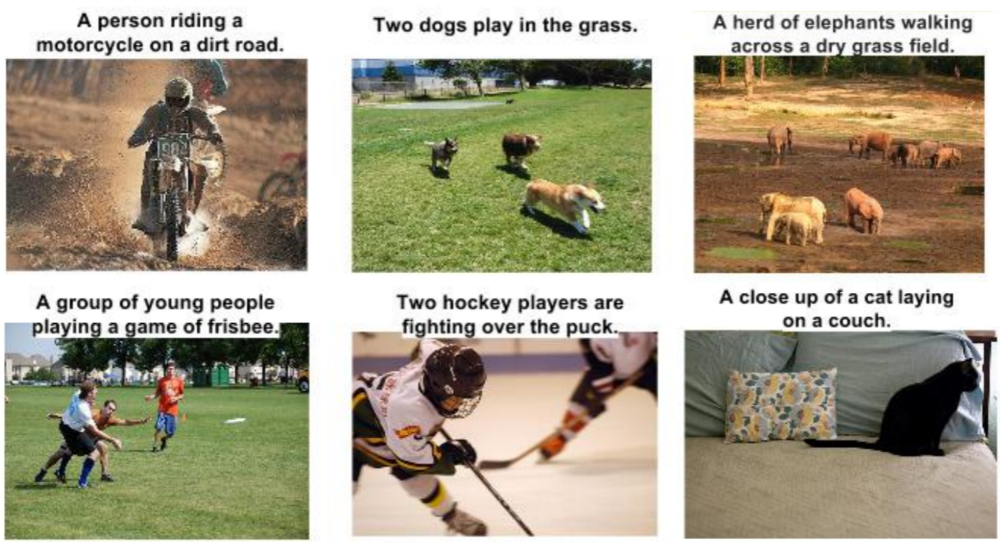 A person riding a
motorcycle on a dirt road.
Two dogs play in the grass.
A herd of elephants walking
across a dry grass field.
A group of young people
playing a game of frisbee.
Two hockey players are
fighting over the puck.
A close up of a cat laying
on a couch.